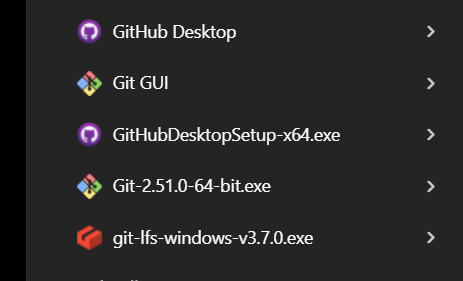 GitHub Desktop
Git GUI
GitHubDesktopSetup-x64.exe
Git-2.51.0-64-bit.exe
git-lfs-windows-v3.7.0.exe